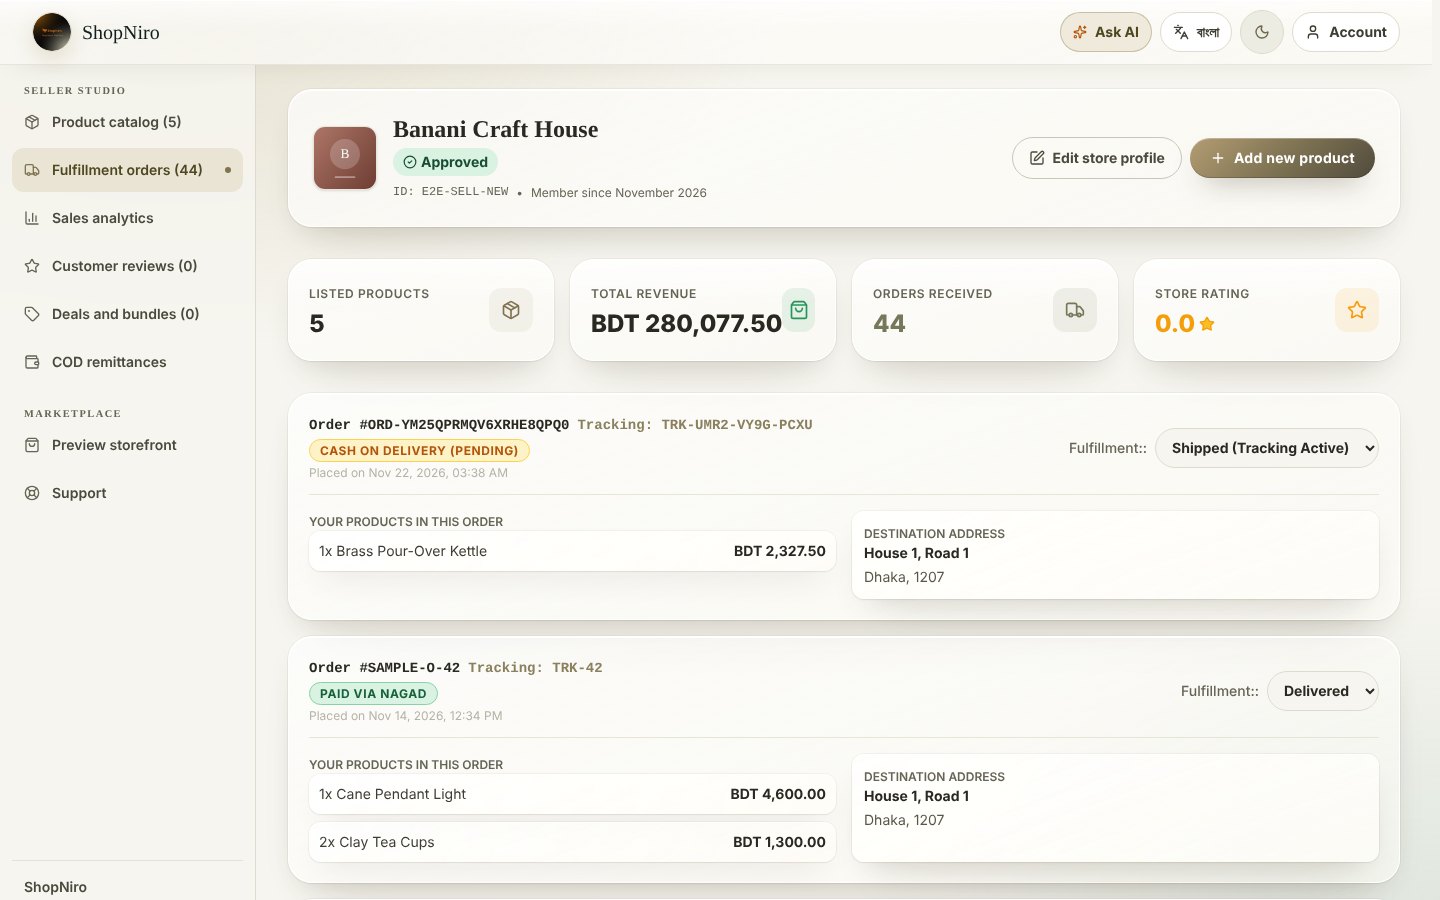 ShopNiro
Ask AI
বাংলা
Account
SELLER STUDIO
Product catalog (5)
Fulfillment orders (44)
Sales analytics
Customer reviews (0)
Deals and bundles (0)
COD remittances
MARKETPLACE
Preview storefront
Support
ShopNiro
B
Banani Craft House
Approved
ID: E2E-SELL-NEW • Member since November 2026
Edit store profile
Add new product
LISTED PRODUCTS
5
TOTAL REVENUE
BDT 280,077.50
ORDERS RECEIVED
44
STORE RATING
0.0
Order #ORD-YM25QPRMQV6XRHE8QPQ0 Tracking: TRK-UMR2-VY9G-PCXU
CASH ON DELIVERY (PENDING)
Placed on Nov 22, 2026, 03:38 AM
Fulfillment:: Shipped (Tracking Active)
YOUR PRODUCTS IN THIS ORDER
1x Brass Pour-Over Kettle BDT 2,327.50
DESTINATION ADDRESS
House 1, Road 1
Dhaka, 1207
Order #SAMPLE-O-42 Tracking: TRK-42
PAID VIA NAGAD
Placed on Nov 14, 2026, 12:34 PM
Fulfillment:: Delivered
YOUR PRODUCTS IN THIS ORDER
1x Cane Pendant Light BDT 4,600.00
2x Clay Tea Cups BDT 1,300.00
DESTINATION ADDRESS
House 1, Road 1
Dhaka, 1207